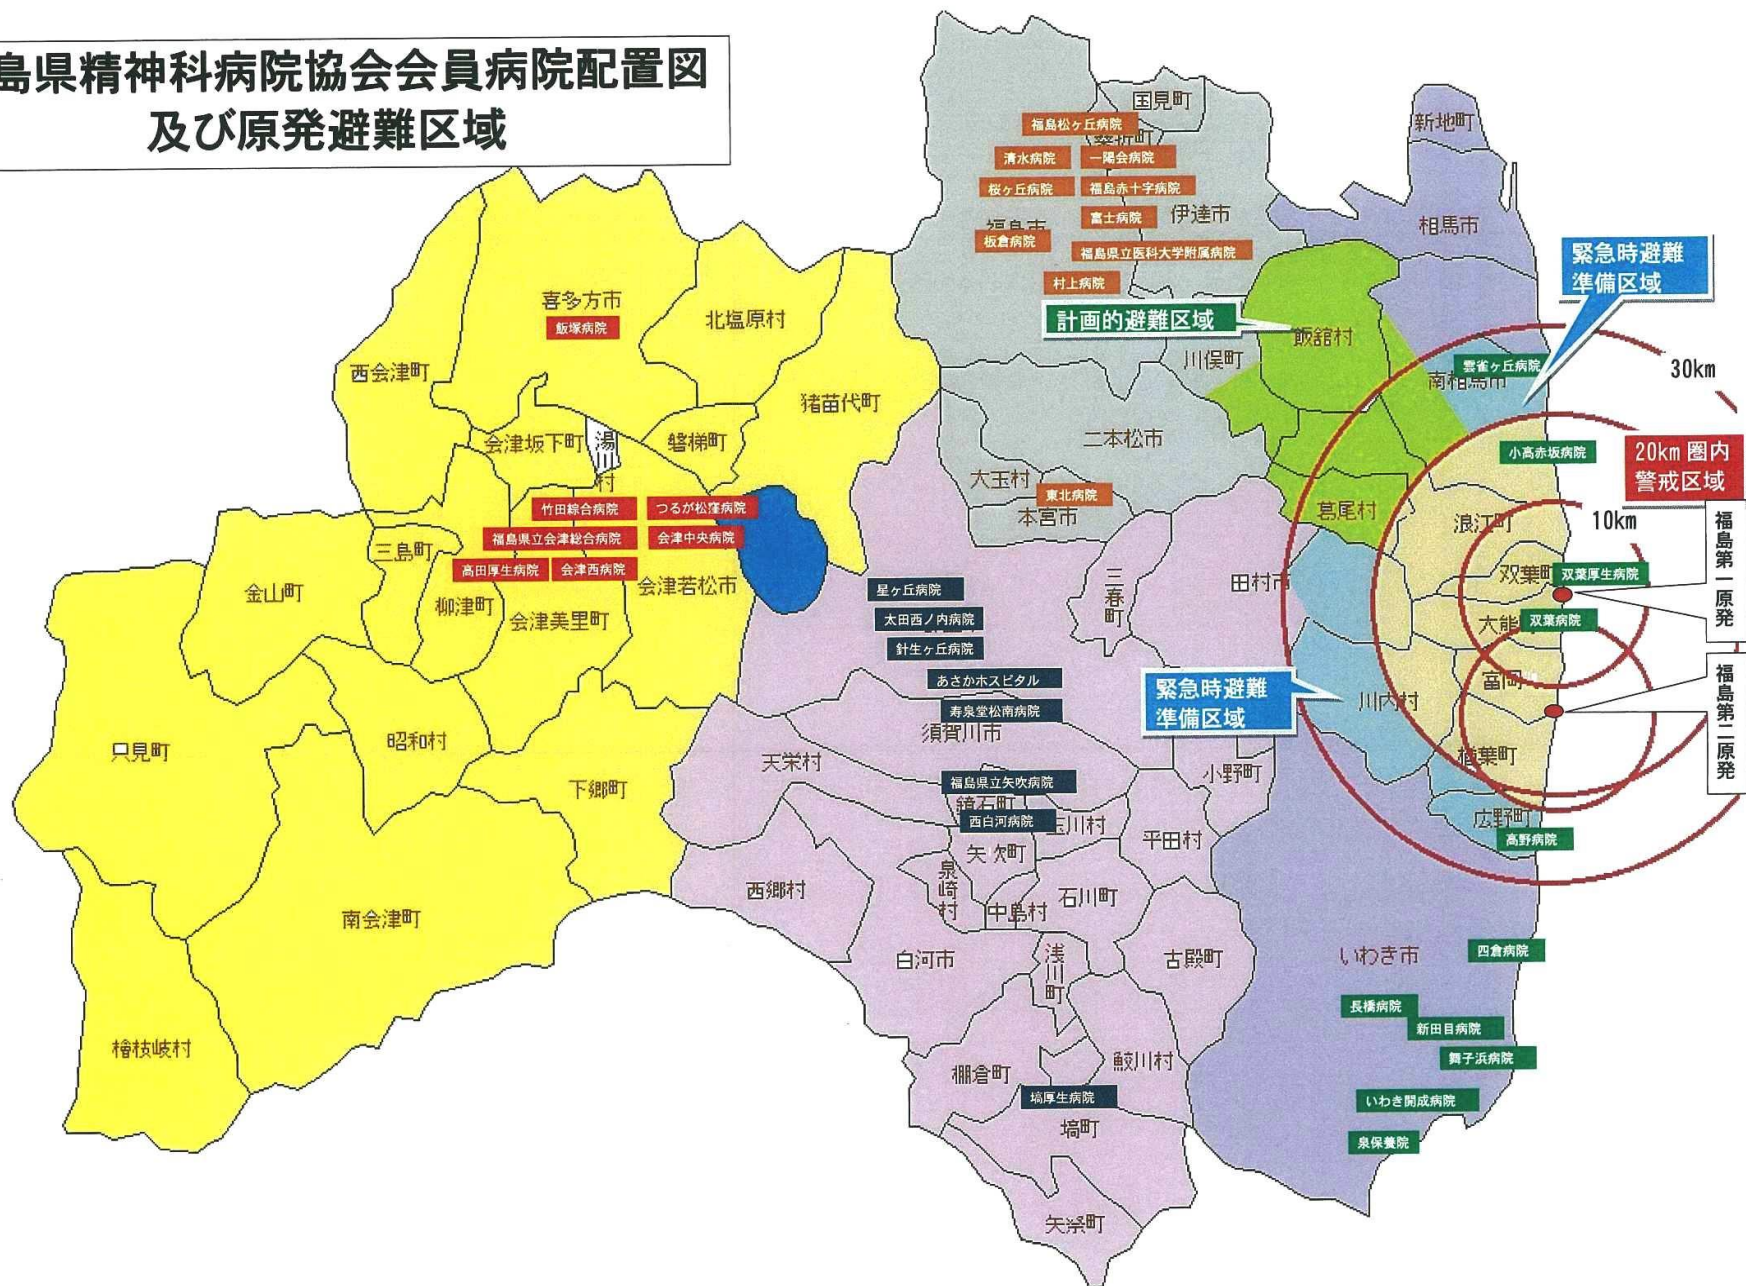 島県精神科病院協会会員病院配置図
及び原発避難区域
国見町
福島松ヶ丘病院
桑折町
清水病院
一陽会病院
桜ヶ丘病院
福島赤十字病院
富士病院
伊達市
福島市
板倉病院
福島県立医科大学附属病院
村上病院
計画的避難区域
川俣町
飯舘村
新地町
相馬市
緊急時避難
準備区域
雲雀ヶ丘病院
南相馬市
30km
小高赤坂病院
20km圏内
警戒区域
10km
浪江町
葛尾村
双葉町
双葉厚生病院
福島第一原発
双葉病院
大熊
富岡
福島第二原発
川内村
楢葉町
広野町
高野病院
緊急時避難
準備区域
喜多方市
飯塚病院
北塩原村
西会津町
猪苗代町
会津坂下町
湯川村
磐梯町
竹田綜合病院
つるが松窪病院
福島県立会津総合病院
会津中央病院
高田厚生病院
会津西病院
三島町
金山町
柳津町
会津美里町
会津若松市
只見町
昭和村
下郷町
南会津町
檜枝岐村
二本松市
大玉村
東北病院
本宮市
三春町
田村市
星ヶ丘病院
太田西ノ内病院
針生ヶ丘病院
あさかホスピタル
寿泉堂松南病院
須賀川市
天栄村
小野町
福島県立矢吹病院
鏡石町
西白河病院
玉川村
平田村
矢吹町
泉崎村
西郷村
中島村
石川町
白河市
浅川町
古殿町
棚倉町
鮫川村
塙厚生病院
塙町
矢祭町
いわき市
四倉病院
長橋病院
新田目病院
舞子浜病院
いわき開成病院
泉保養院